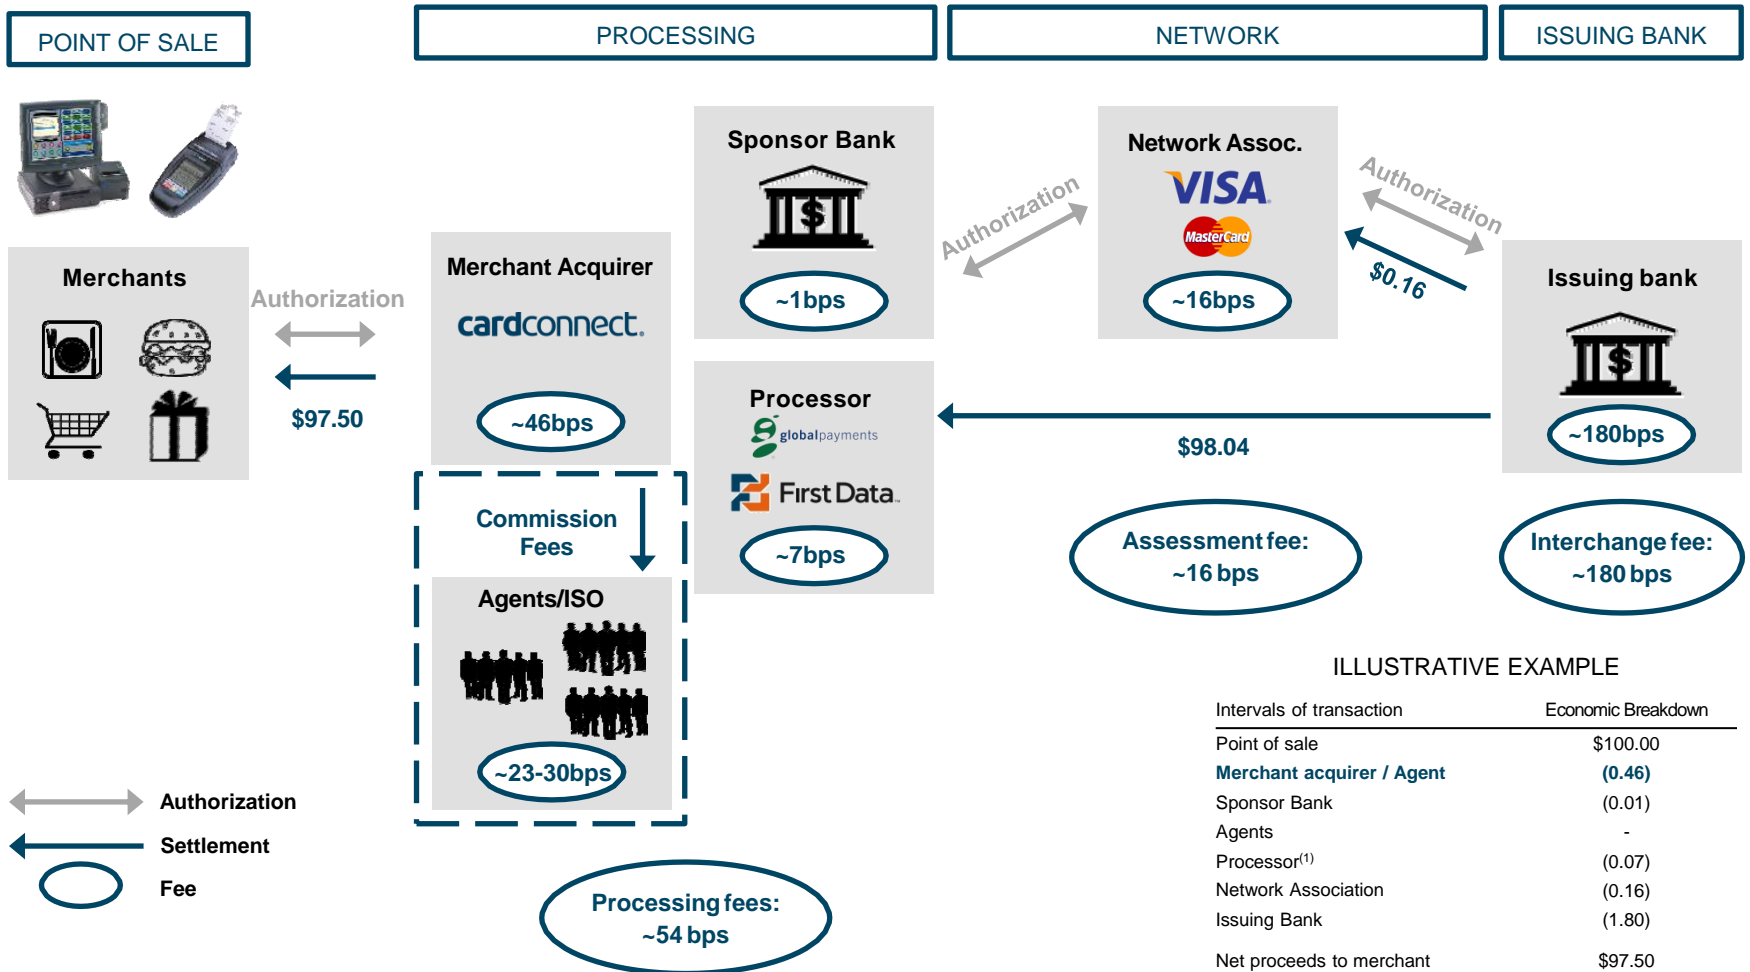 POINT OF SALE
PROCESSING
NETWORK
ISSUING BANK
Merchants
Authorization
$97.50
Merchant Acquirer
cardconnect.
~46bps
Commission
Fees
Agents/ISO
~23-30bps
Sponsor Bank
$
~1bps
Processor
globalpayments
First Data
~7bps
Authorization
Network Assoc.
VISA
MasterCard
~16bps
Authorization
$0.16
$98.04
Issuing bank
$
~180bps
Assessment fee:
~16 bps
Interchange fee:
~180 bps
Processing fees:
~54 bps
Authorization
Settlement
Fee
ILLUSTRATIVE EXAMPLE
Intervals of transaction Economic Breakdown
Point of sale $100.00
Merchant acquirer / Agent (0.46)
Sponsor Bank (0.01)
Agents -
Processor(1) (0.07)
Network Association (0.16)
Issuing Bank (1.80)
Net proceeds to merchant $97.50